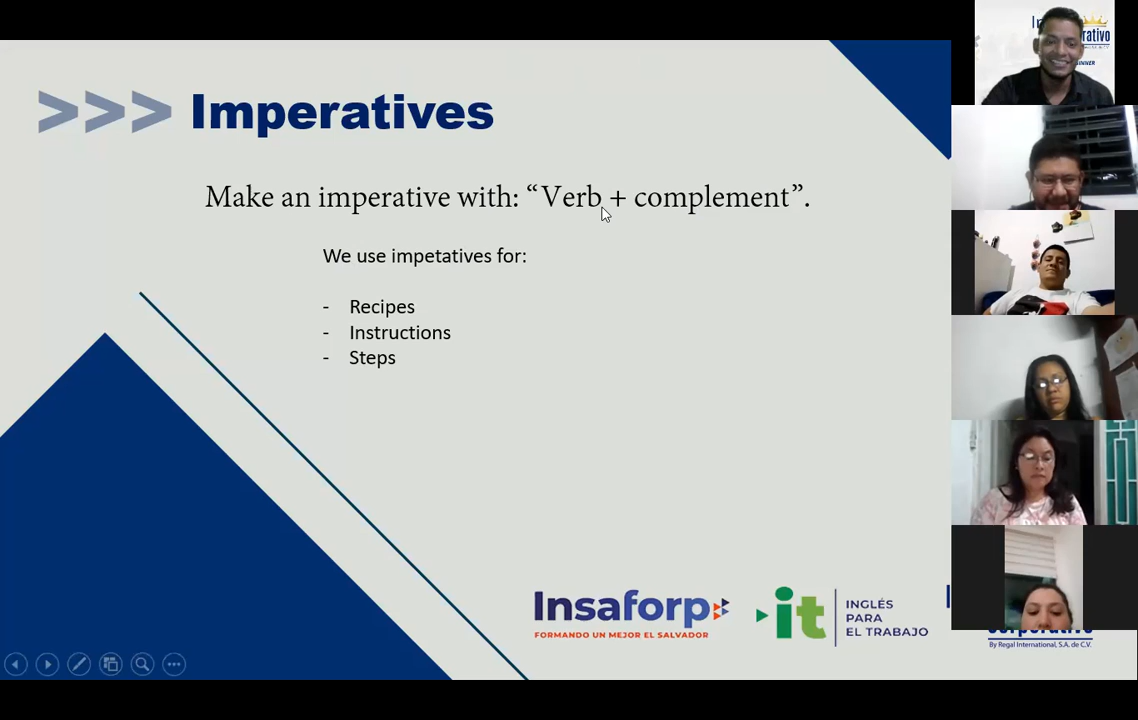 >>> Imperatives
Make an imperative with: “Verb + complement”.
We use impetatives for:
- Recipes
- Instructions
- Steps
Insaforp
FORMANDO UN MEJOR EL SALVADOR
it
INGLÉS
PARA
EL TRABAJO
By Regal International, S.A. de C.V.